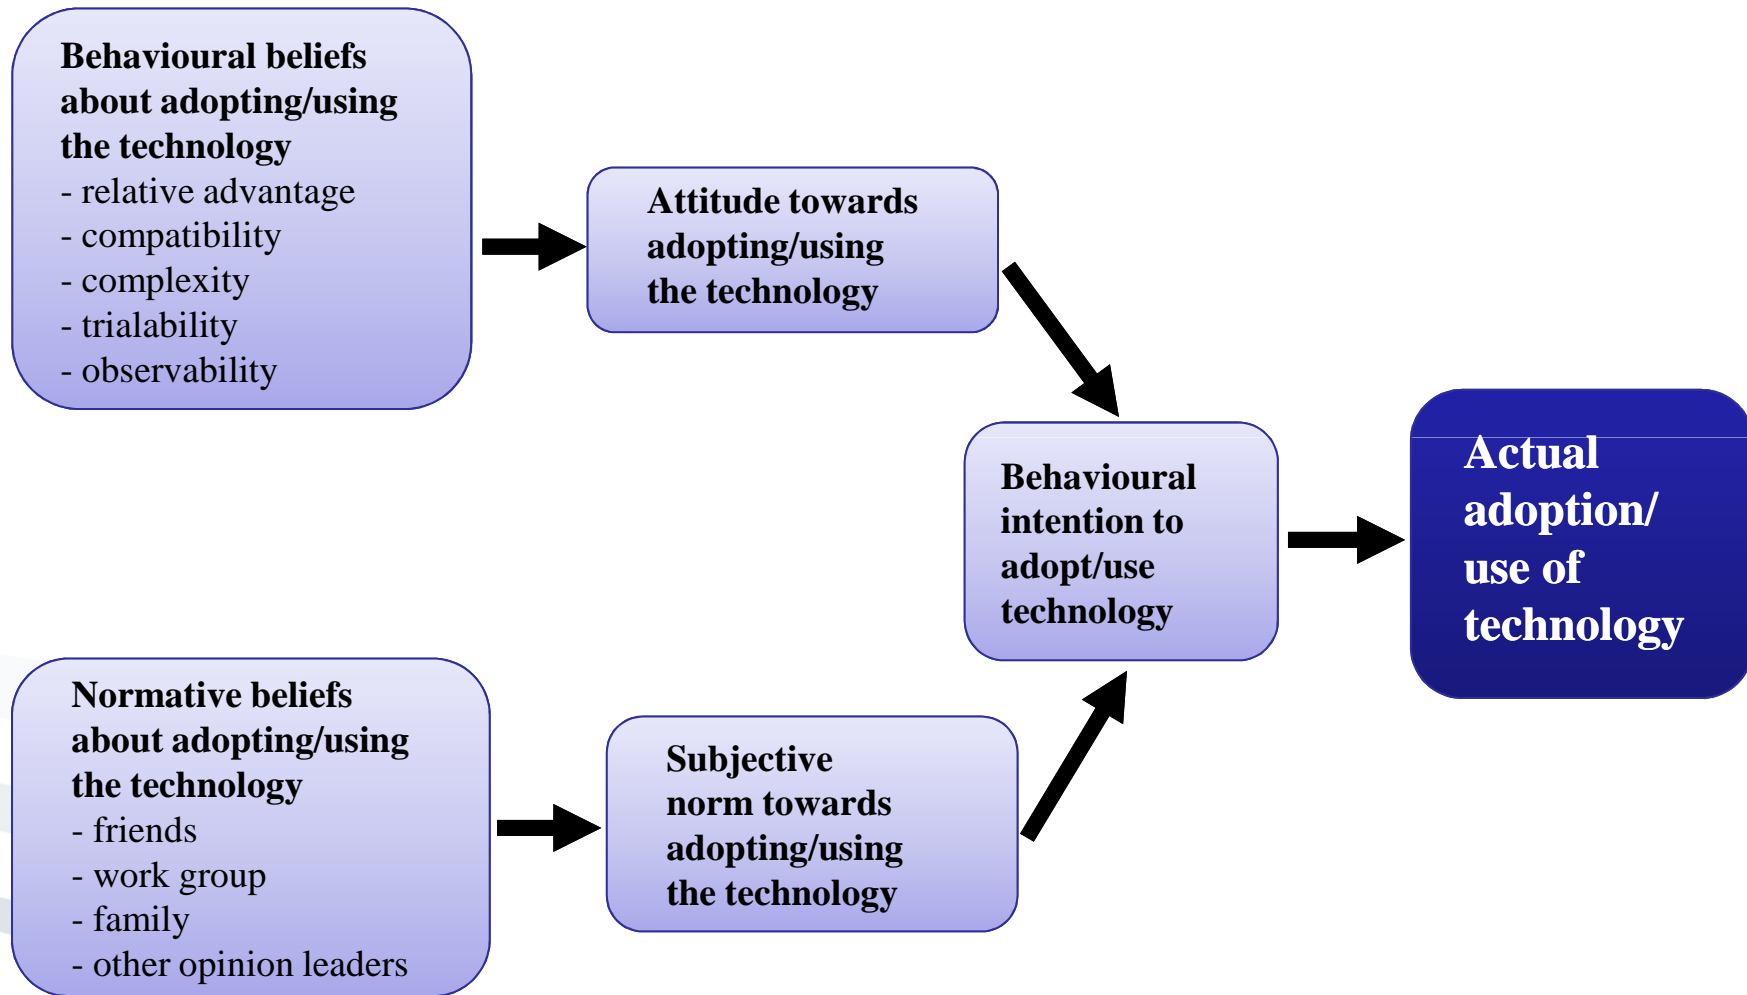 Behavioural beliefs
about adopting/using
the technology
- relative advantage
- compatibility
- complexity
- trialability
- observability
Attitude towards
adopting/using
the technology
Behavioural
intention to
adopt/use
technology
Actual
adoption/
use of
technology
Normative beliefs
about adopting/using
the technology
- friends
- work group
- family
- other opinion leaders
Subjective
norm towards
adopting/using
the technology